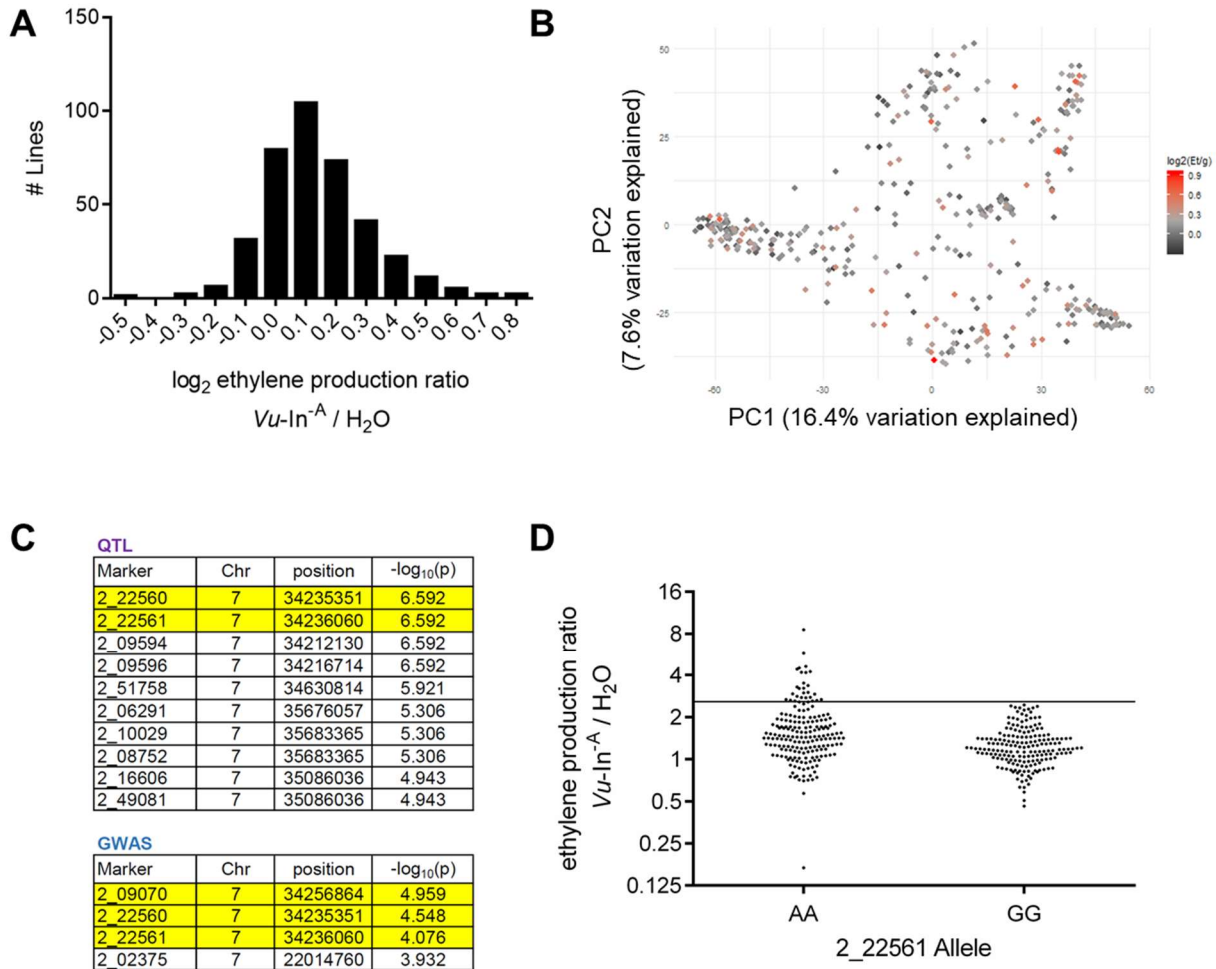 A
150
100
50
0
# Lines
-0.5 -0.4 -0.3 -0.2 -0.1 0.0 0.1 0.2 0.3 0.4 0.5 0.6 0.7 0.8
log2 ethylene production ratio
Vu-In-A / H2O
B
50
25
0
-25
PC2
(7.6% variation explained)
-60 -30 0 30 60
PC1 (16.4% variation explained)
log2(Et/g)
0.9
0.6
0.3
0.0
C
QTL
Marker Chr position -log10(p)
2_22560 7 34235351 6.592
2_22561 7 34236060 6.592
2_09594 7 34212130 6.592
2_09596 7 34216714 6.592
2_51758 7 34630814 5.921
2_06291 7 35676057 5.306
2_10029 7 35683365 5.306
2_08752 7 35683365 5.306
2_16606 7 35086036 4.943
2_49081 7 35086036 4.943
GWAS
Marker Chr position -log10(p)
2_09070 7 34256864 4.959
2_22560 7 34235351 4.548
2_22561 7 34236060 4.076
2_02375 7 22014760 3.932
D
16
8
4
2
1
0.5
0.25
0.125
ethylene production ratio
Vu-In-A / H2O
AA GG
2_22561 Allele